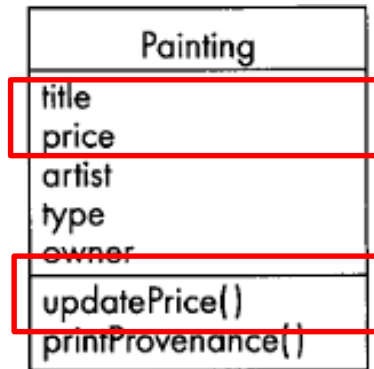 Painting
title
price
artist
type
owner
updatePrice()
printProvenance()